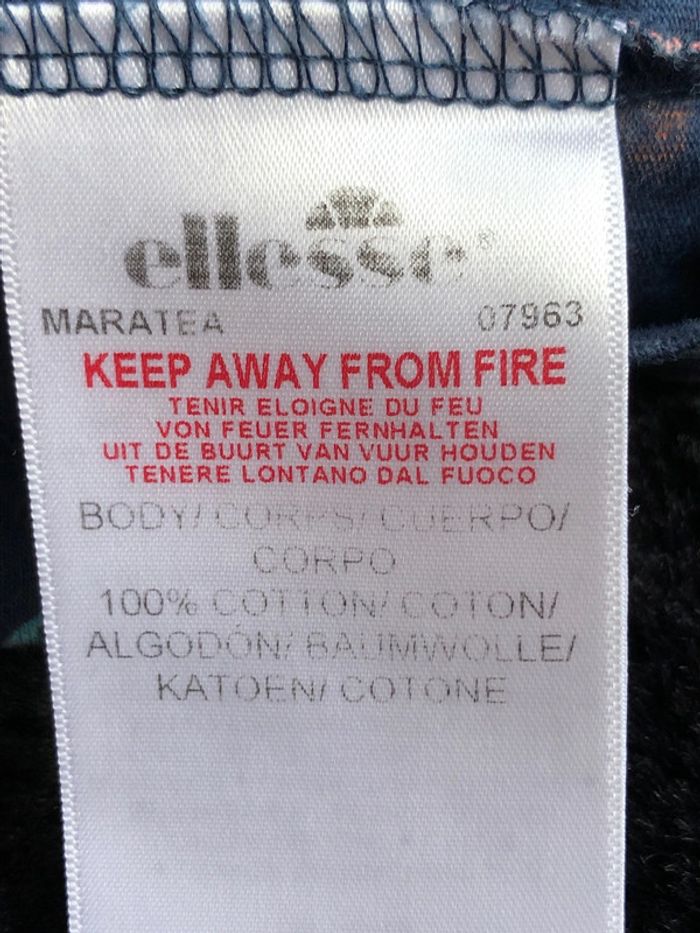 ellesse®
MARATEA 07963
KEEP AWAY FROM FIRE
TENIR ELOIGNE DU FEU
VON FEUER FERNHALTEN
UIT DE BUURT VAN VUUR HOUDEN
TENERE LONTANO DAL FUOCO
BODY/ CORPS/ CUERPO/
CORPO
100% COTTON/ COTON/
ALGODÓN/ BAUMWOLLE/
KATOEN/ COTONE